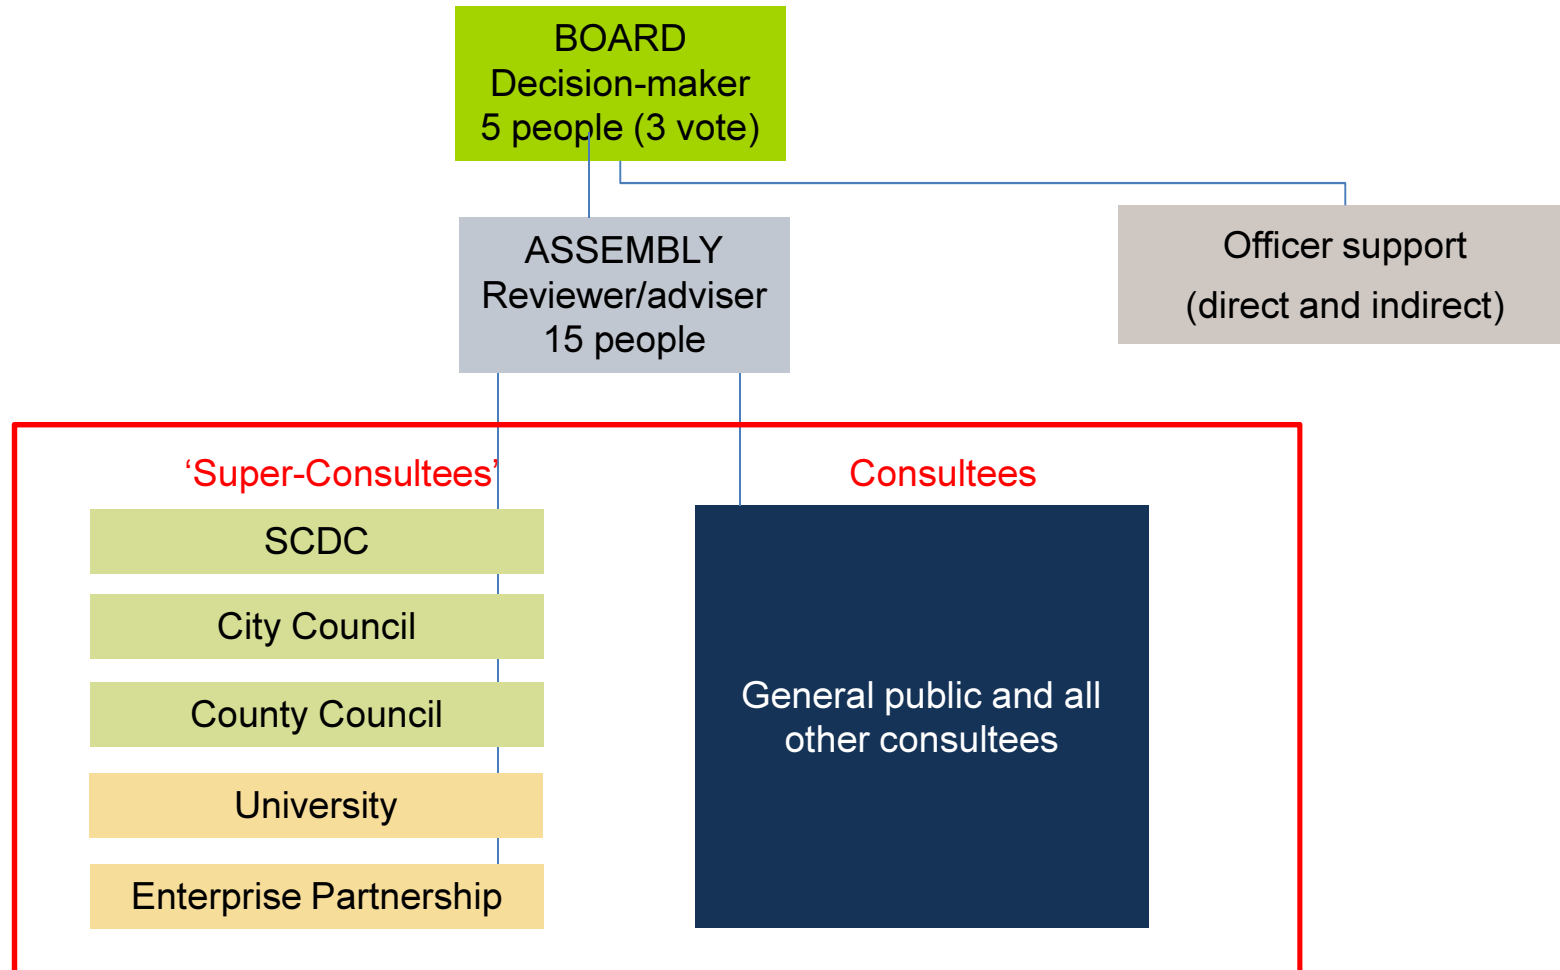 BOARD
Decision-maker
5 people (3 vote)
ASSEMBLY
Reviewer/adviser
15 people
Officer support
(direct and indirect)
‘Super-Consultees’
SCDC
City Council
County Council
University
Enterprise Partnership
Consultees
General public and all
other consultees